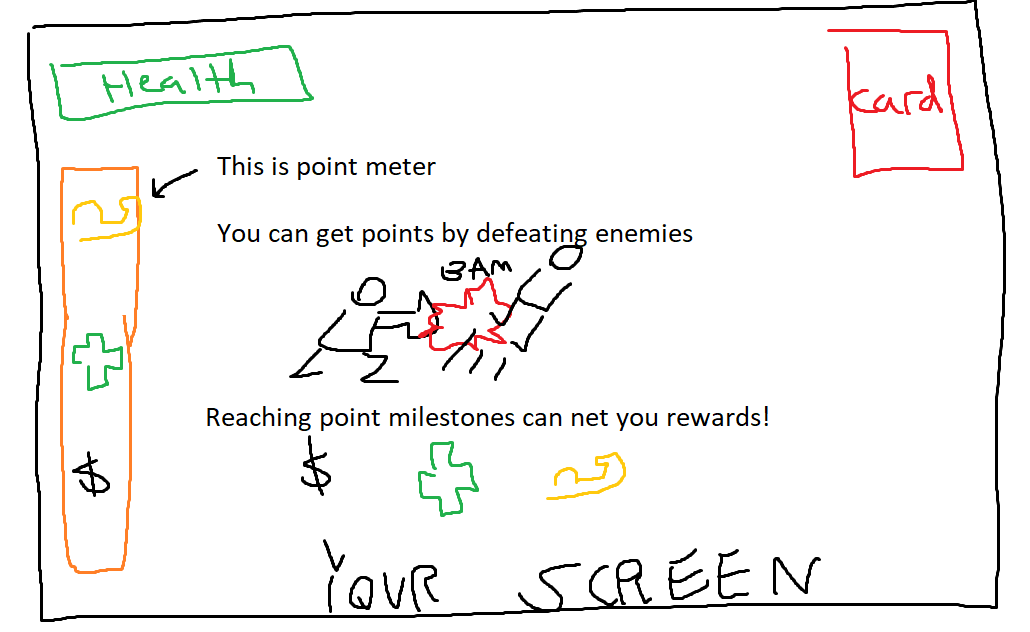 Health
card
This is point meter
You can get points by defeating enemies
BAM
Reaching point milestones can net you rewards!
$
$
YOUR SCREEN